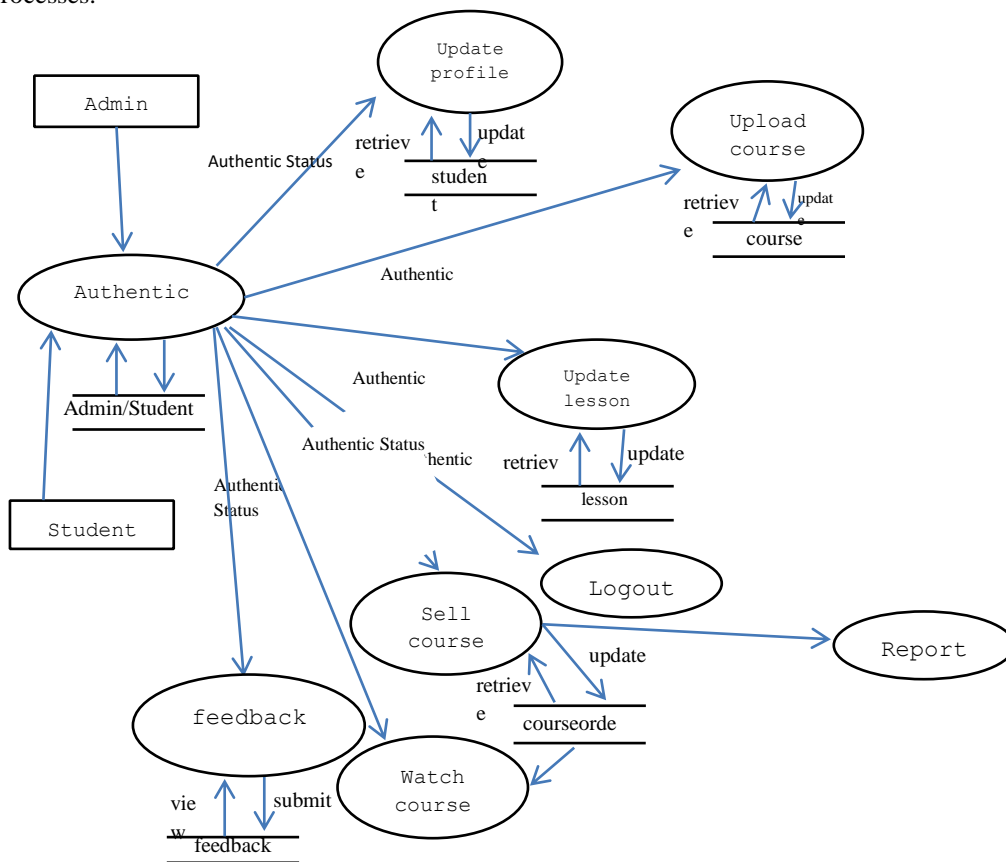 rocesses.
Update
profile
Admin
Upload
course
retriev
e
updat
e
Authentic Status
studen
t
retriev
e
updat
e
course
Authentic
Authentic
Update
lesson
Authentic
Admin/Student
Authentic Status
hentic
retriev
update
lesson
Authentic
Status
Student
Logout
Sell
course
Report
update
retriev
e
courseorde
feedback
Watch
course
vie
w
submit
feedback